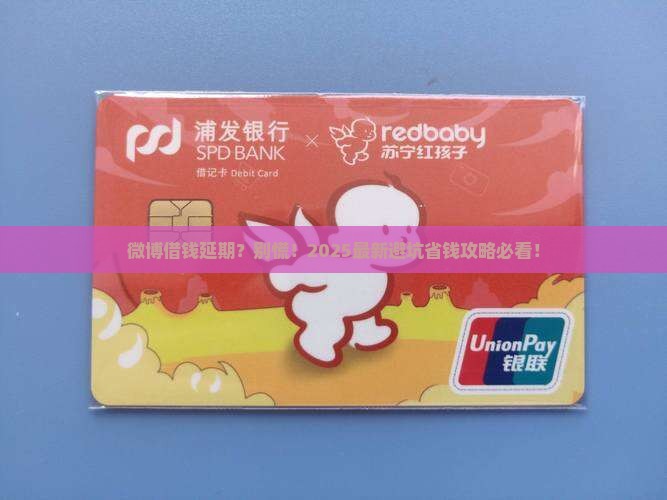 浦发银行
SPD BANK
借记卡 Debit Card
×
redbaby
苏宁红孩子
微博借钱延期？别慌！2025最新避坑省钱攻略必看！
UnionPay
银联